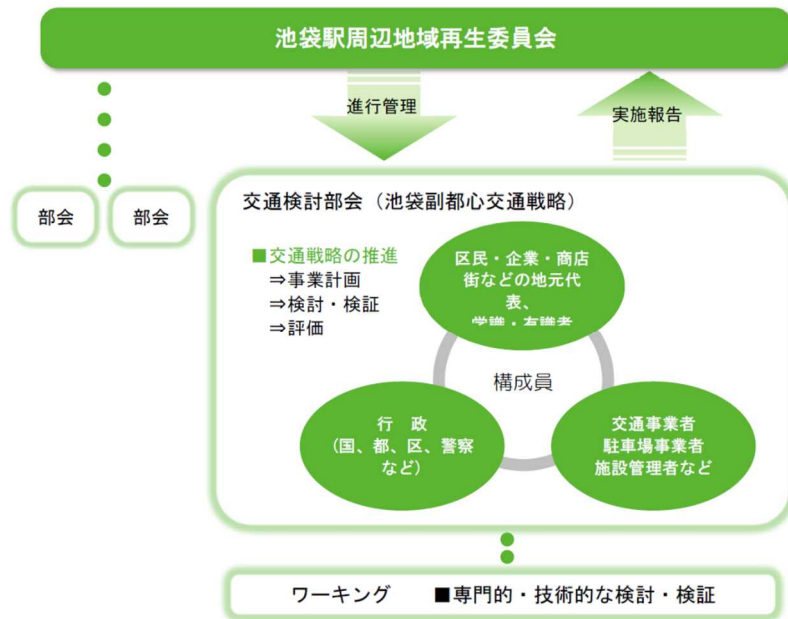 池袋駅周辺地域再生委員会
進行管理
実施報告
部会
部会
交通検討部会（池袋副都心交通戦略）
■交通戦略の推進
⇒事業計画
⇒検討・検証
⇒評価
区民・企業・商店
街などの地元代
表、
学識・有識者
構成員
行　政
（国、都、区、警察
など）
交通事業者
駐車場事業者
施設管理者など
ワーキング　■専門的・技術的な検討・検証